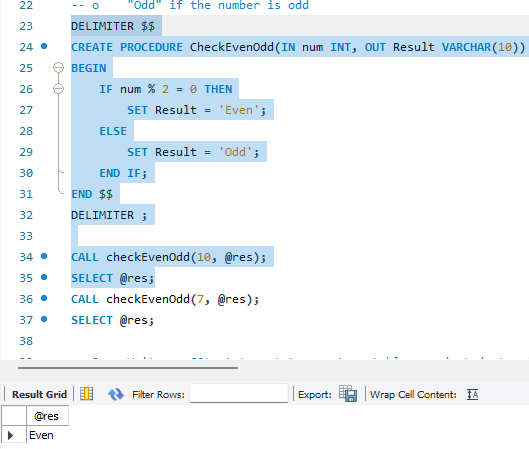 22 -- o "Odd" if the number is odd
23 DELIMITER $$
24 CREATE PROCEDURE CheckEvenOdd(IN num INT, OUT Result VARCHAR(10))
25 BEGIN
26 IF num % 2 = 0 THEN
27 SET Result = 'Even';
28 ELSE
29 SET Result = 'Odd';
30 END IF;
31 END $$
32 DELIMITER ;
33
34 CALL checkEvenOdd(10, @res);
35 SELECT @res;
36 CALL checkEvenOdd(7, @res);
37 SELECT @res;
38
Result Grid Filter Rows: Export: Wrap Cell Content: IA
@res
Even